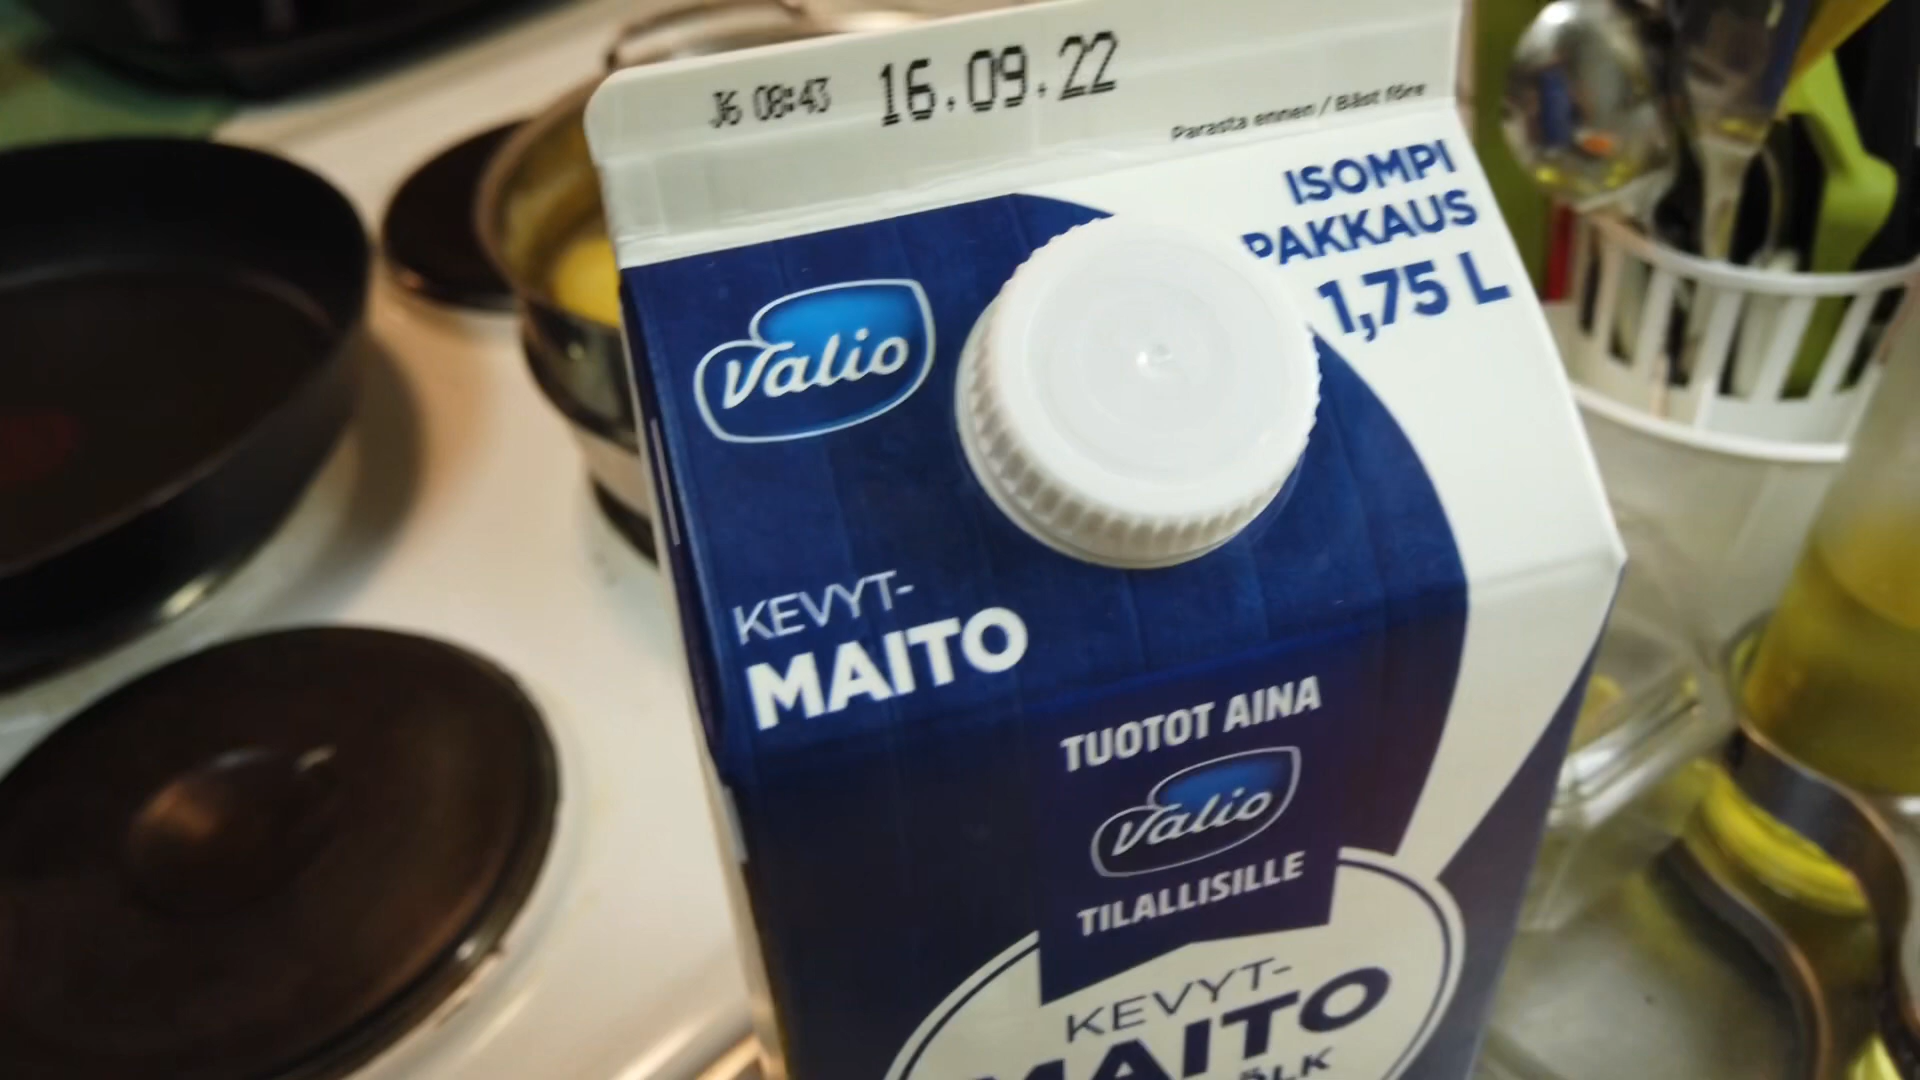 J6 08:43 16.09.22
Parasta ennen / Bäst före
ISOMPI
PAKKAUS
1,75 L
Valio
KEVYT-
MAITO
TUOTOT AINA
Valio
TILALLISILLE
KEVYT-
MAITO